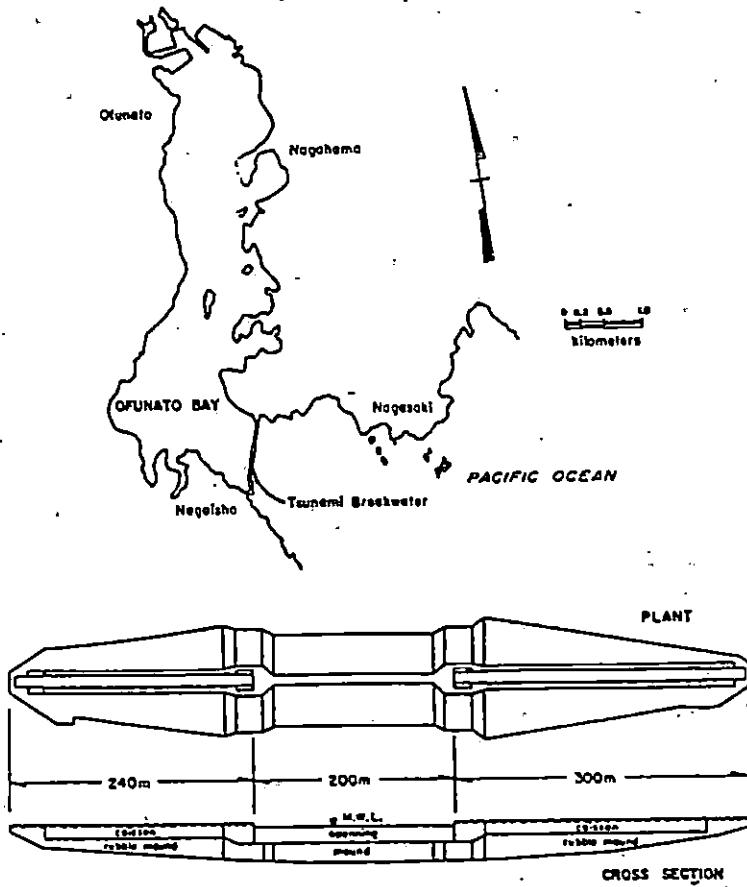 Ofunato
Nagahama
kilometers
OFUNATO BAY
Nagasaki
PACIFIC OCEAN
Nagaisha
Tsunami Breakwater
PLANT
240m
200m
300m
M.W.L.
caisson
opening
caisson
rubble mound
mound
rubble mound
CROSS SECTION